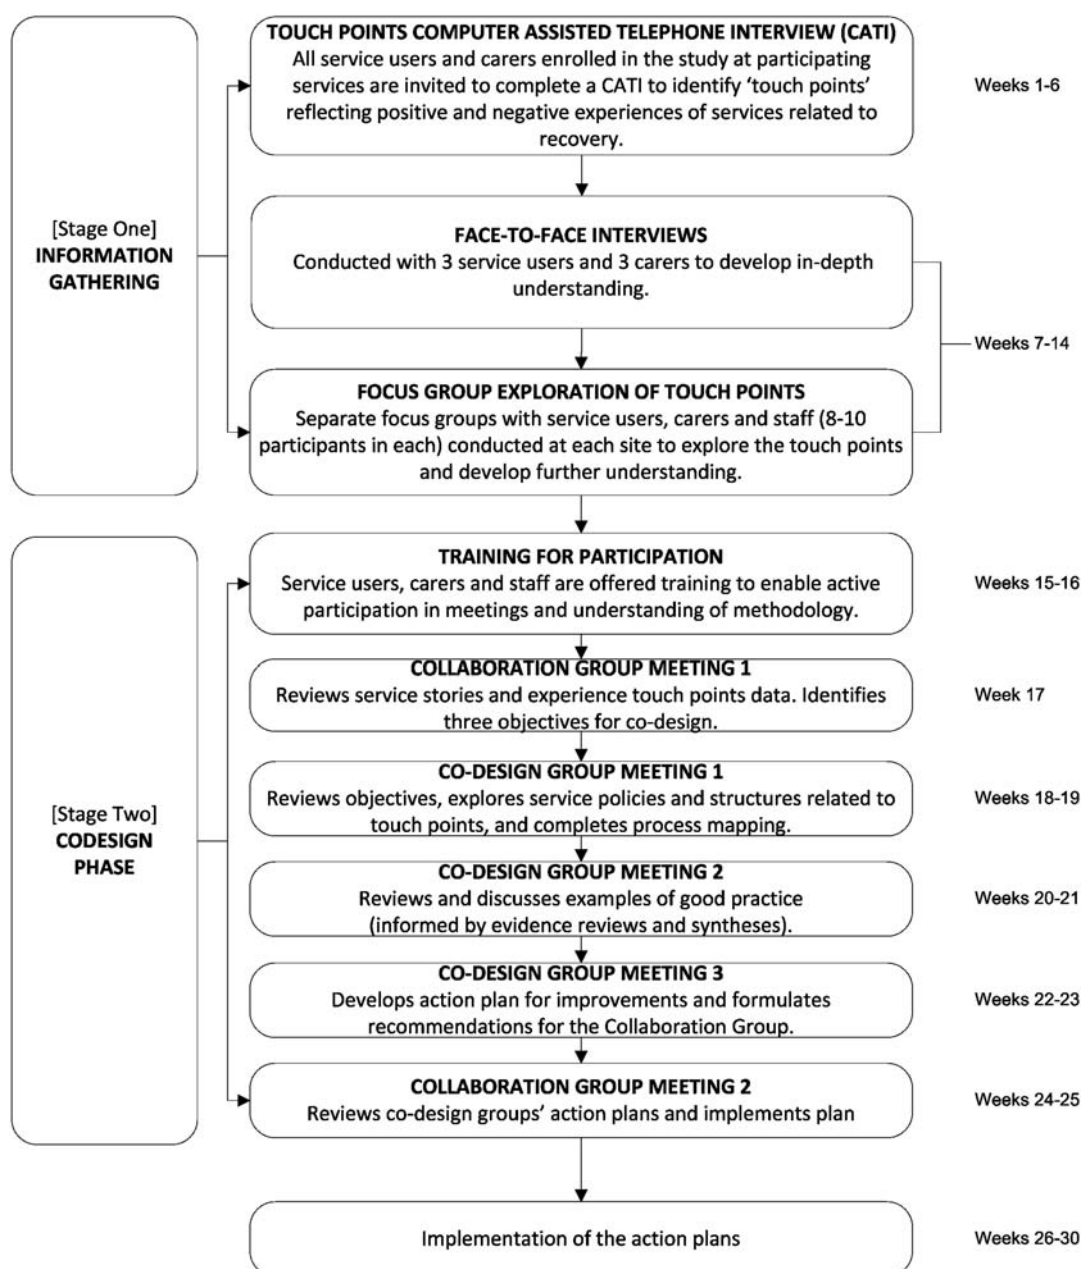 TOUCH POINTS COMPUTER ASSISTED TELEPHONE INTERVIEW (CATI)
All service users and carers enrolled in the study at participating
services are invited to complete a CATI to identify ‘touch points’
reflecting positive and negative experiences of services related to
recovery.
Weeks 1-6
[Stage One]
INFORMATION
GATHERING
FACE-TO-FACE INTERVIEWS
Conducted with 3 service users and 3 carers to develop in-depth
understanding.
Weeks 7-14
FOCUS GROUP EXPLORATION OF TOUCH POINTS
Separate focus groups with service users, carers and staff (8-10
participants in each) conducted at each site to explore the touch points
and develop further understanding.
TRAINING FOR PARTICIPATION
Service users, carers and staff are offered training to enable active
participation in meetings and understanding of methodology.
Weeks 15-16
COLLABORATION GROUP MEETING 1
Reviews service stories and experience touch points data. Identifies
three objectives for co-design.
Week 17
[Stage Two]
CODESIGN
PHASE
CO-DESIGN GROUP MEETING 1
Reviews objectives, explores service policies and structures related to
touch points, and completes process mapping.
Weeks 18-19
CO-DESIGN GROUP MEETING 2
Reviews and discusses examples of good practice
(informed by evidence reviews and syntheses).
Weeks 20-21
CO-DESIGN GROUP MEETING 3
Develops action plan for improvements and formulates
recommendations for the Collaboration Group.
Weeks 22-23
COLLABORATION GROUP MEETING 2
Reviews co-design groups’ action plans and implements plan
Weeks 24-25
Implementation of the action plans
Weeks 26-30